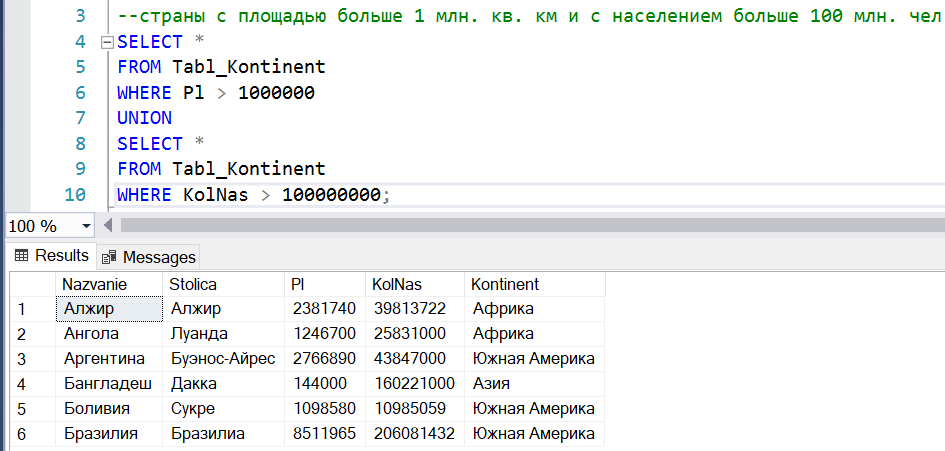 3 --страны с площадью больше 1 млн. кв. км и с населением больше 100 млн. чел
4 SELECT *
5 FROM Tabl_Kontinent
6 WHERE Pl > 1000000
7 UNION
8 SELECT *
9 FROM Tabl_Kontinent
10 WHERE KolNas > 100000000;
100 %
Results Messages
Nazvanie Stolica Pl KolNas Kontinent
1 Алжир Алжир 2381740 39813722 Африка
2 Ангола Луанда 1246700 25831000 Африка
3 Аргентина Буэнос-Айрес 2766890 43847000 Южная Америка
4 Бангладеш Дакка 144000 160221000 Азия
5 Боливия Сукре 1098580 10985059 Южная Америка
6 Бразилия Бразилиа 8511965 206081432 Южная Америка